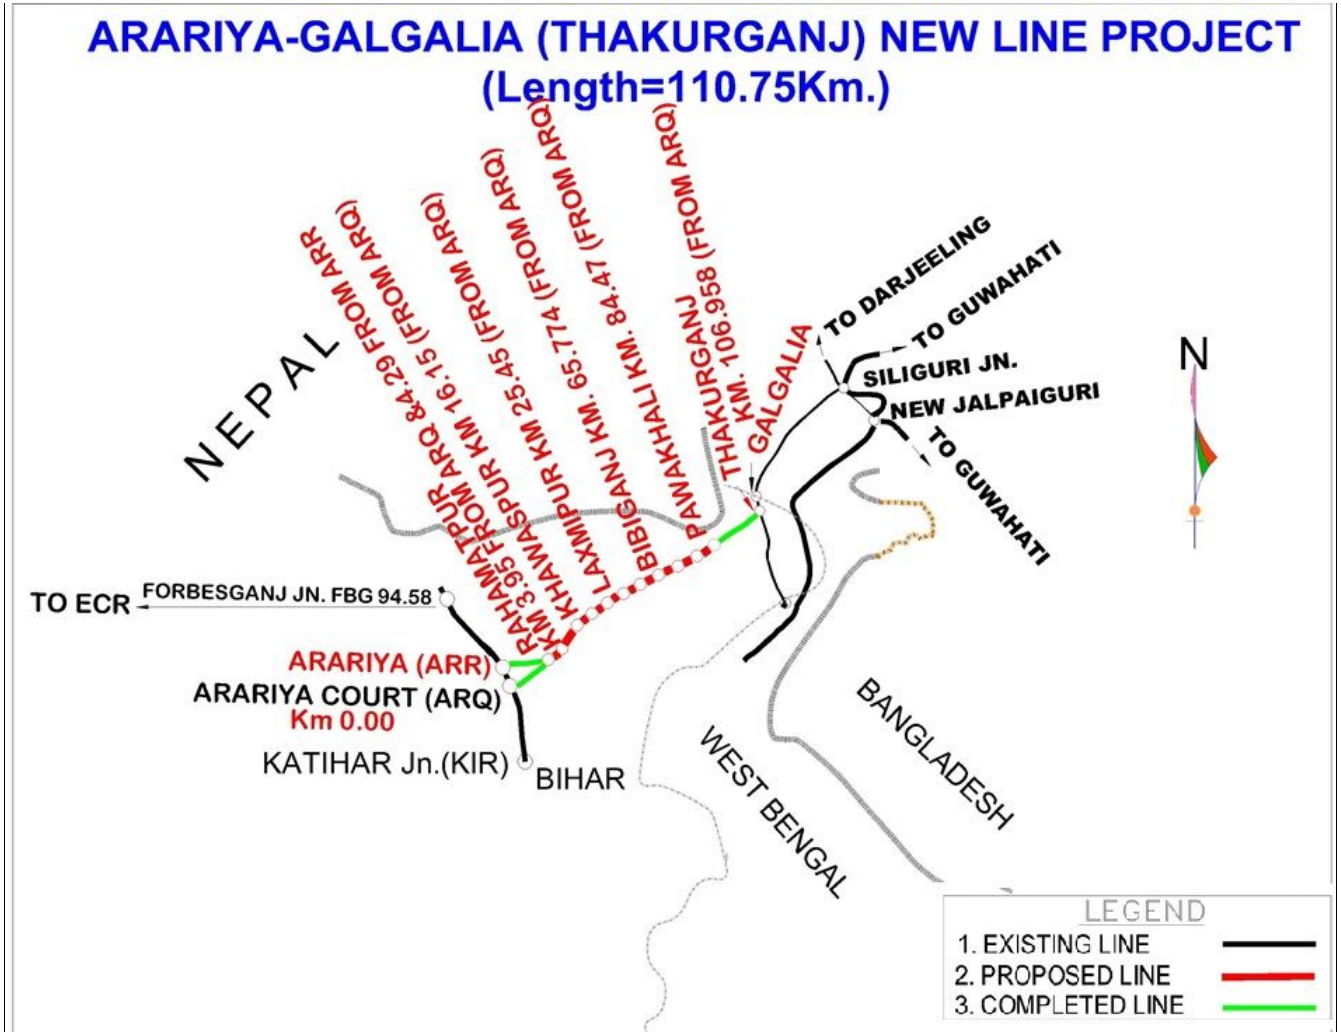 ARARIYA-GALGALIA (THAKURGANJ) NEW LINE PROJECT
(Length=110.75Km.)
RAHAMATPUR ARQ &4.29 FROM ARR
KM 3.95 FROM ARQ
KHAWASPUR KM 16.15 (FROM ARQ)
LAXMIPUR KM 25.45 (FROM ARQ)
BIBIGANJ KM. 65.774 (FROM ARQ)
PAWAKHALI KM. 84.47 (FROM ARQ)
THAKURGANJ
KM. 106.958 (FROM ARQ)
GALGALIA
TO DARJEELING
TO GUWAHATI
SILIGURI JN.
NEW JALPAIGURI
TO GUWAHATI
N
NEPAL
TO ECR
FORBESGANJ JN. FBG 94.58
ARARIYA (ARR)
ARARIYA COURT (ARQ)
Km 0.00
KATIHAR Jn.(KIR)
BIHAR
WEST BENGAL
BANGLADESH
LEGEND
1. EXISTING LINE
2. PROPOSED LINE
3. COMPLETED LINE